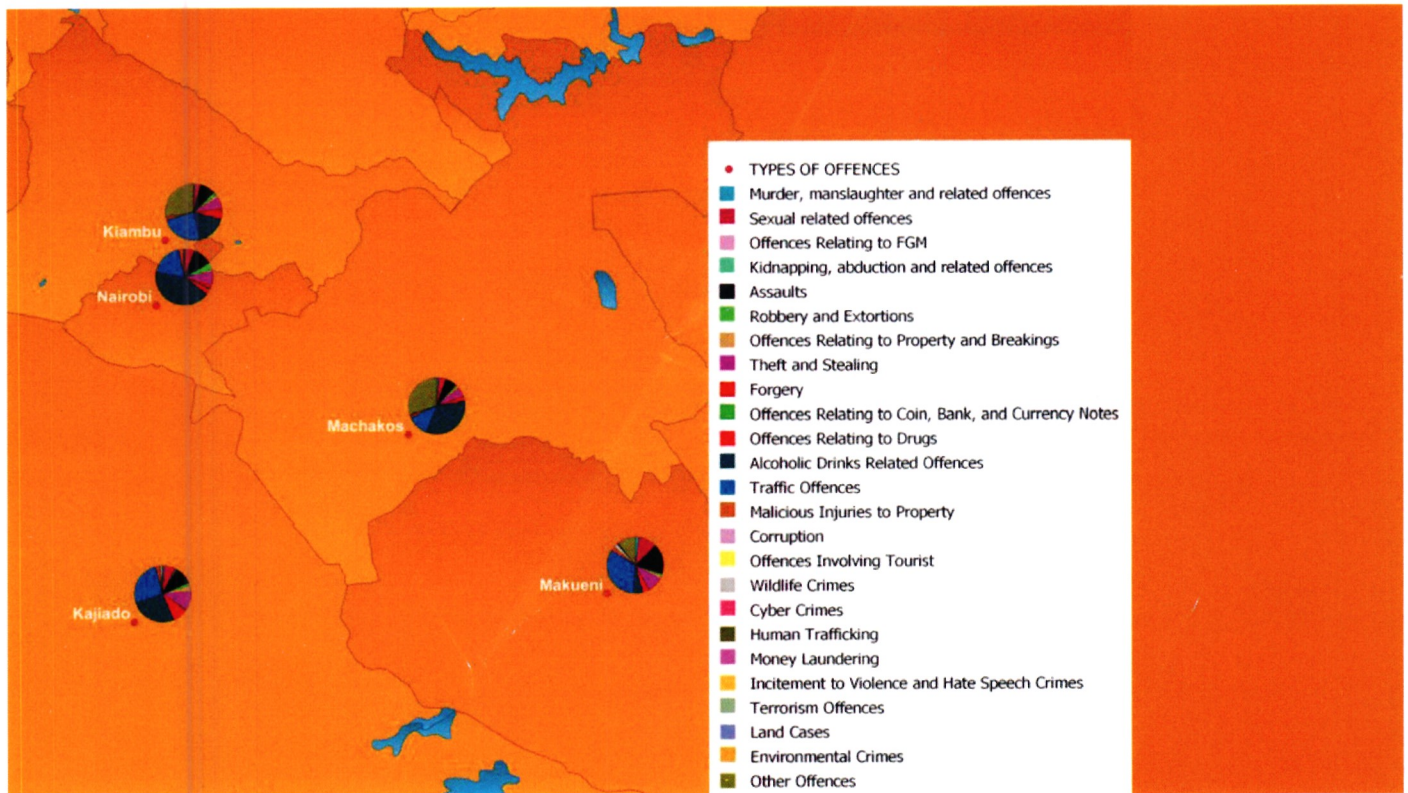 Kiambu
Nairobi
Machakos
Makueni
Kajiado
TYPES OF OFFENCES
Murder, manslaughter and related offences
Sexual related offences
Offences Relating to FGM
Kidnapping, abduction and related offences
Assaults
Robbery and Extortions
Offences Relating to Property and Breakings
Theft and Stealing
Forgery
Offences Relating to Coin, Bank, and Currency Notes
Offences Relating to Drugs
Alcoholic Drinks Related Offences
Traffic Offences
Malicious Injuries to Property
Corruption
Offences Involving Tourist
Wildlife Crimes
Cyber Crimes
Human Trafficking
Money Laundering
Incitement to Violence and Hate Speech Crimes
Terrorism Offences
Land Cases
Environmental Crimes
Other Offences